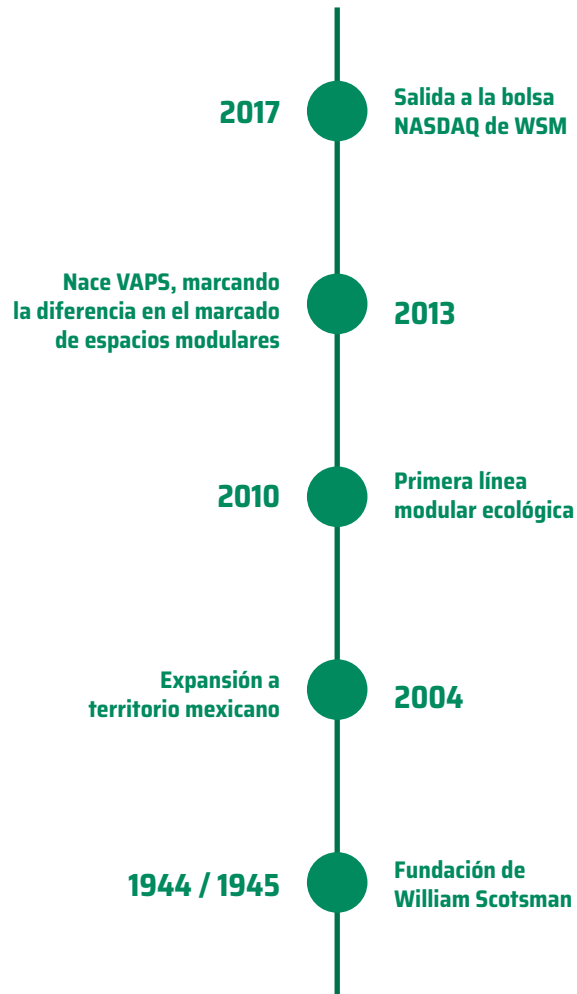 2017
Salida a la bolsa
NASDAQ de WSM
Nace VAPS, marcando
la diferencia en el marcado
de espacios modulares
2013
2010
Primera línea
modular ecológica
Expansión a
territorio mexicano
2004
1944 / 1945
Fundación de
William Scotsman